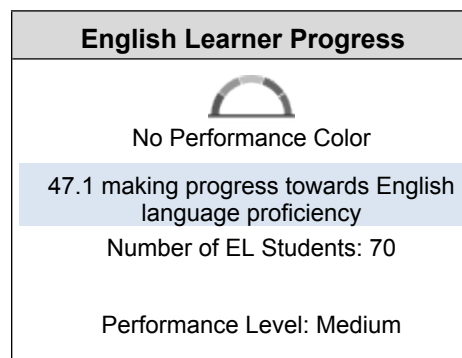 English Learner Progress
No Performance Color
47.1 making progress towards English
language proficiency
Number of EL Students: 70
Performance Level: Medium